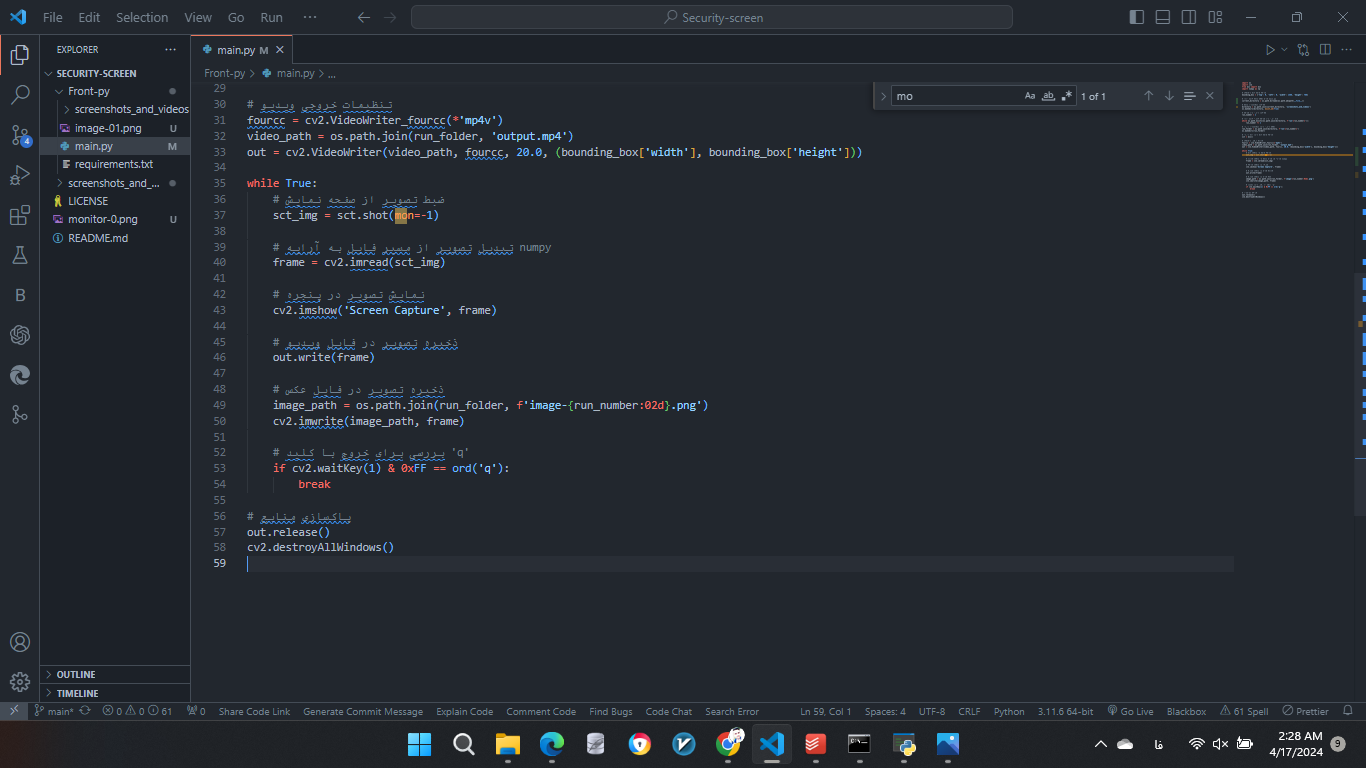 File Edit Selection View Go Run ··· Security-screen
EXPLORER ···
SECURITY-SCREEN
Front-py
screenshots_and_videos
image-01.png U
main.py M
requirements.txt
screenshots_and_...
LICENSE
monitor-0.png U
README.md
OUTLINE
TIMELINE
4
B
main.py M
Front-py > main.py > ...
mo
Aa ab 1 of 1
29
30 # تنظیمات خروجی ویدیو
31 fourcc = cv2.VideoWriter_fourcc(*'mp4v')
32 video_path = os.path.join(run_folder, 'output.mp4')
33 out = cv2.VideoWriter(video_path, fourcc, 20.0, (bounding_box['width'], bounding_box['height']))
34
35 while True:
36 # ضبط تصویر از صفحه نمایش
37 sct_img = sct.shot(mon=-1)
38
39 # تبدیل تصویر از مسیر فایل به آرایه numpy
40 frame = cv2.imread(sct_img)
41
42 # نمایش تصویر در پنجره
43 cv2.imshow('Screen Capture', frame)
44
45 # ذخیره تصویر در فایل ویدیو
46 out.write(frame)
47
48 # ذخیره تصویر در فایل عکس
49 image_path = os.path.join(run_folder, f'image-{run_number:02d}.png')
50 cv2.imwrite(image_path, frame)
51
52 # بررسی برای خروج با کلید 'q'
53 if cv2.waitKey(1) & 0xFF == ord('q'):
54 break
55
56 # پاکسازی منابع
57 out.release()
58 cv2.destroyAllWindows()
59
main* 0 0 61 0 Share Code Link Generate Commit Message Explain Code Comment Code Find Bugs Code Chat Search Error Ln 59, Col 1 Spaces: 4 UTF-8 CRLF Python 3.11.6 64-bit Go Live Blackbox 61 Spell Prettier
فا
2:28 AM
4/17/2024
9